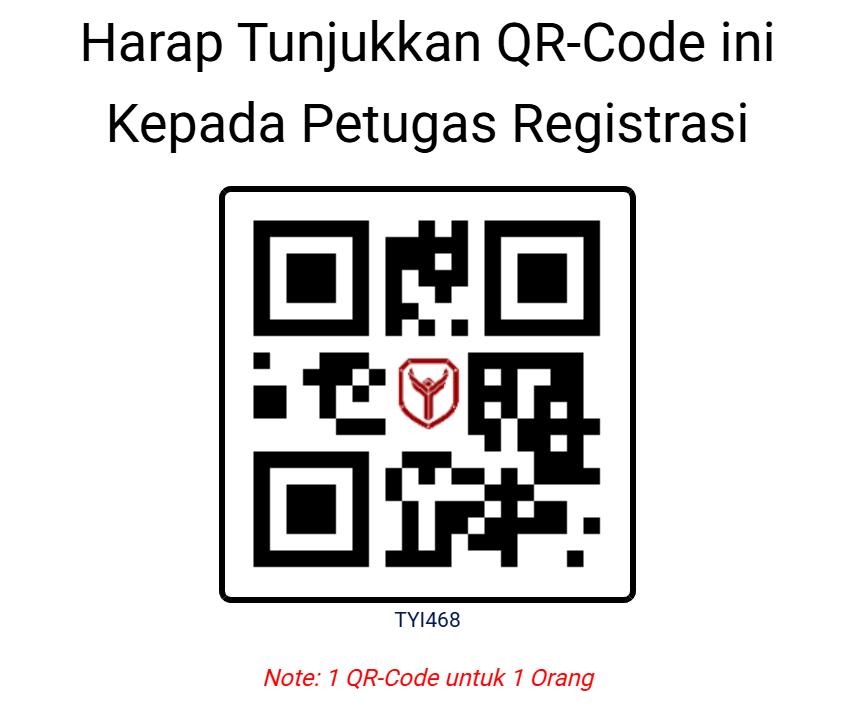 Harap Tunjukkan QR-Code ini
Kepada Petugas Registrasi
TYI468
Note: 1 QR-Code untuk 1 Orang